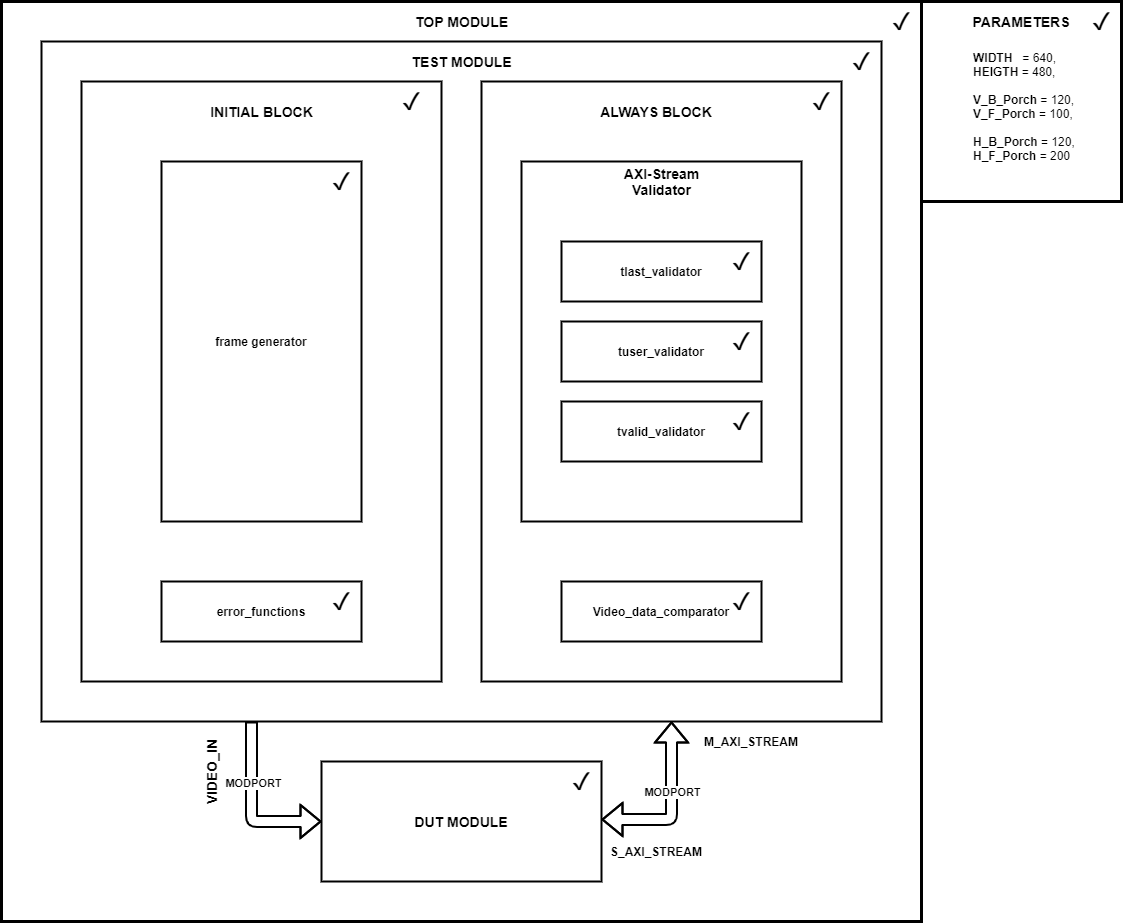 TOP MODULE
TEST MODULE
INITIAL BLOCK
frame generator
error_functions
ALWAYS BLOCK
AXI-Stream
Validator
tlast_validator
tuser_validator
tvalid_validator
Video_data_comparator
VIDEO_IN
MODPORT
DUT MODULE
M_AXI_STREAM
MODPORT
S_AXI_STREAM
PARAMETERS
WIDTH = 640,
HEIGTH = 480,
V_B_Porch = 120,
V_F_Porch = 100,
H_B_Porch = 120,
H_F_Porch = 200